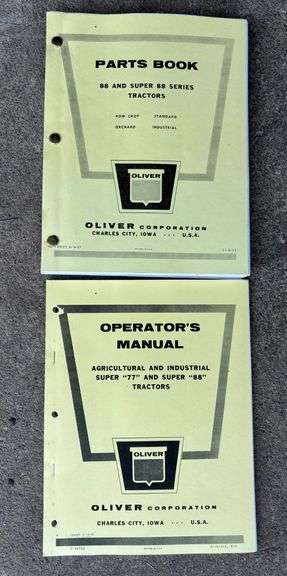 PARTS BOOK
88 AND SUPER 88 SERIES
TRACTORS
ROW CROP STANDARD
ORCHARD INDUSTRIAL
OLIVER
OLIVER CORPORATION
CHARLES CITY, IOWA --- U.S.A.
OPERATOR'S
MANUAL
AGRICULTURAL AND INDUSTRIAL
SUPER "77" AND SUPER "88"
TRACTORS
OLIVER
OLIVER CORPORATION
CHARLES CITY, IOWA --- U.S.A.